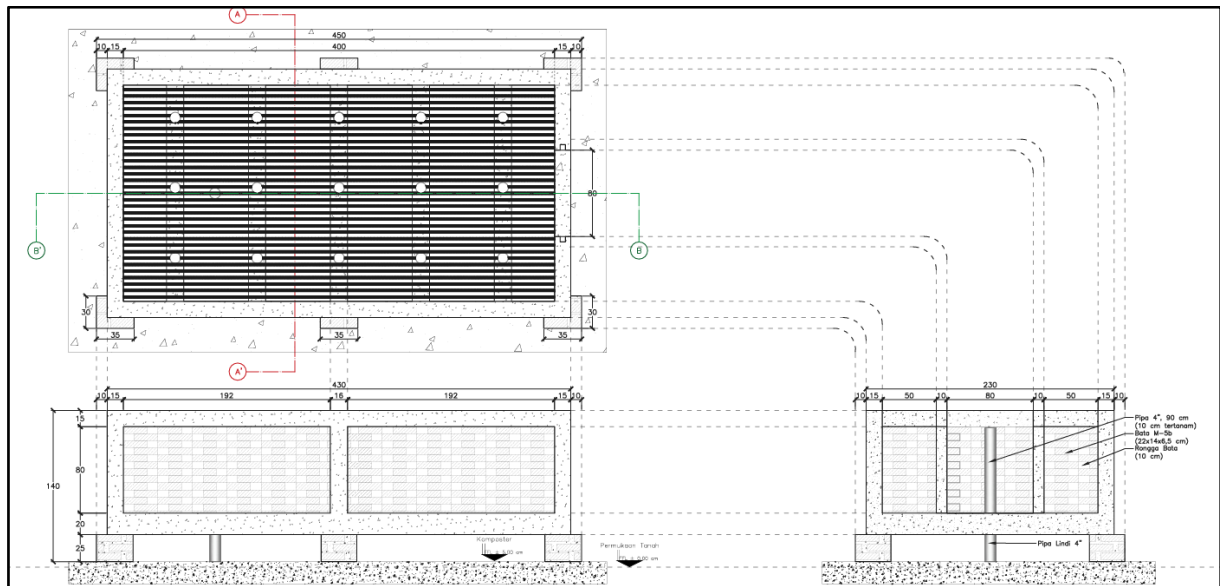 A
450
10 15 400 15 10
80
B'
B
30
30
35
35
35
A'
430
10 15 192 16 192 15 10
15
80
140
20
25
Komposter
Permukaan Tanah
230
10 15 50 10 80 10 50 15 10
Pipa 4", 90 cm
(10 cm tertanam)
Bata M-5b
(22x14x6,5 cm)
Rongga Bata
(10 cm)
Pipa Lindi 4"